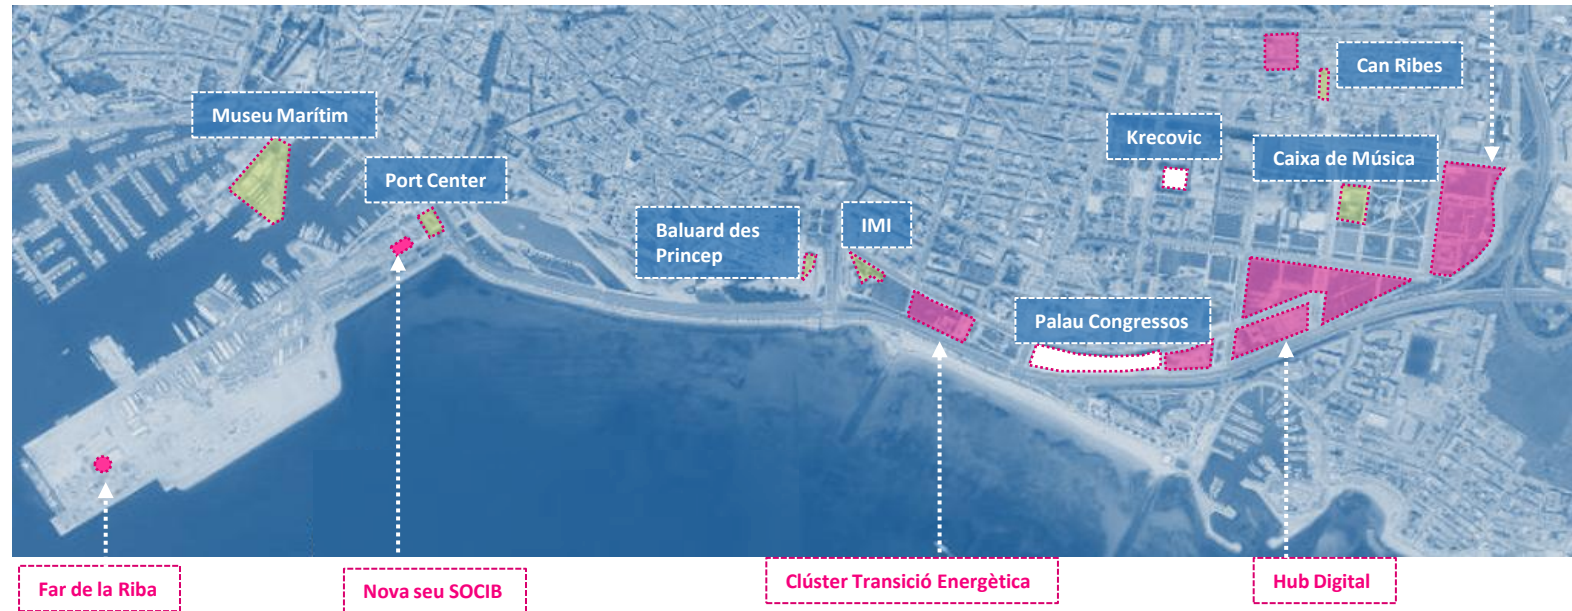 Can Ribes
Museu Marítim
Krecovic
Caixa de Música
Port Center
Baluard des
Princep
IMI
Palau Congressos
Far de la Riba
Nova seu SOCIB
Clúster Transició Energètica
Hub Digital